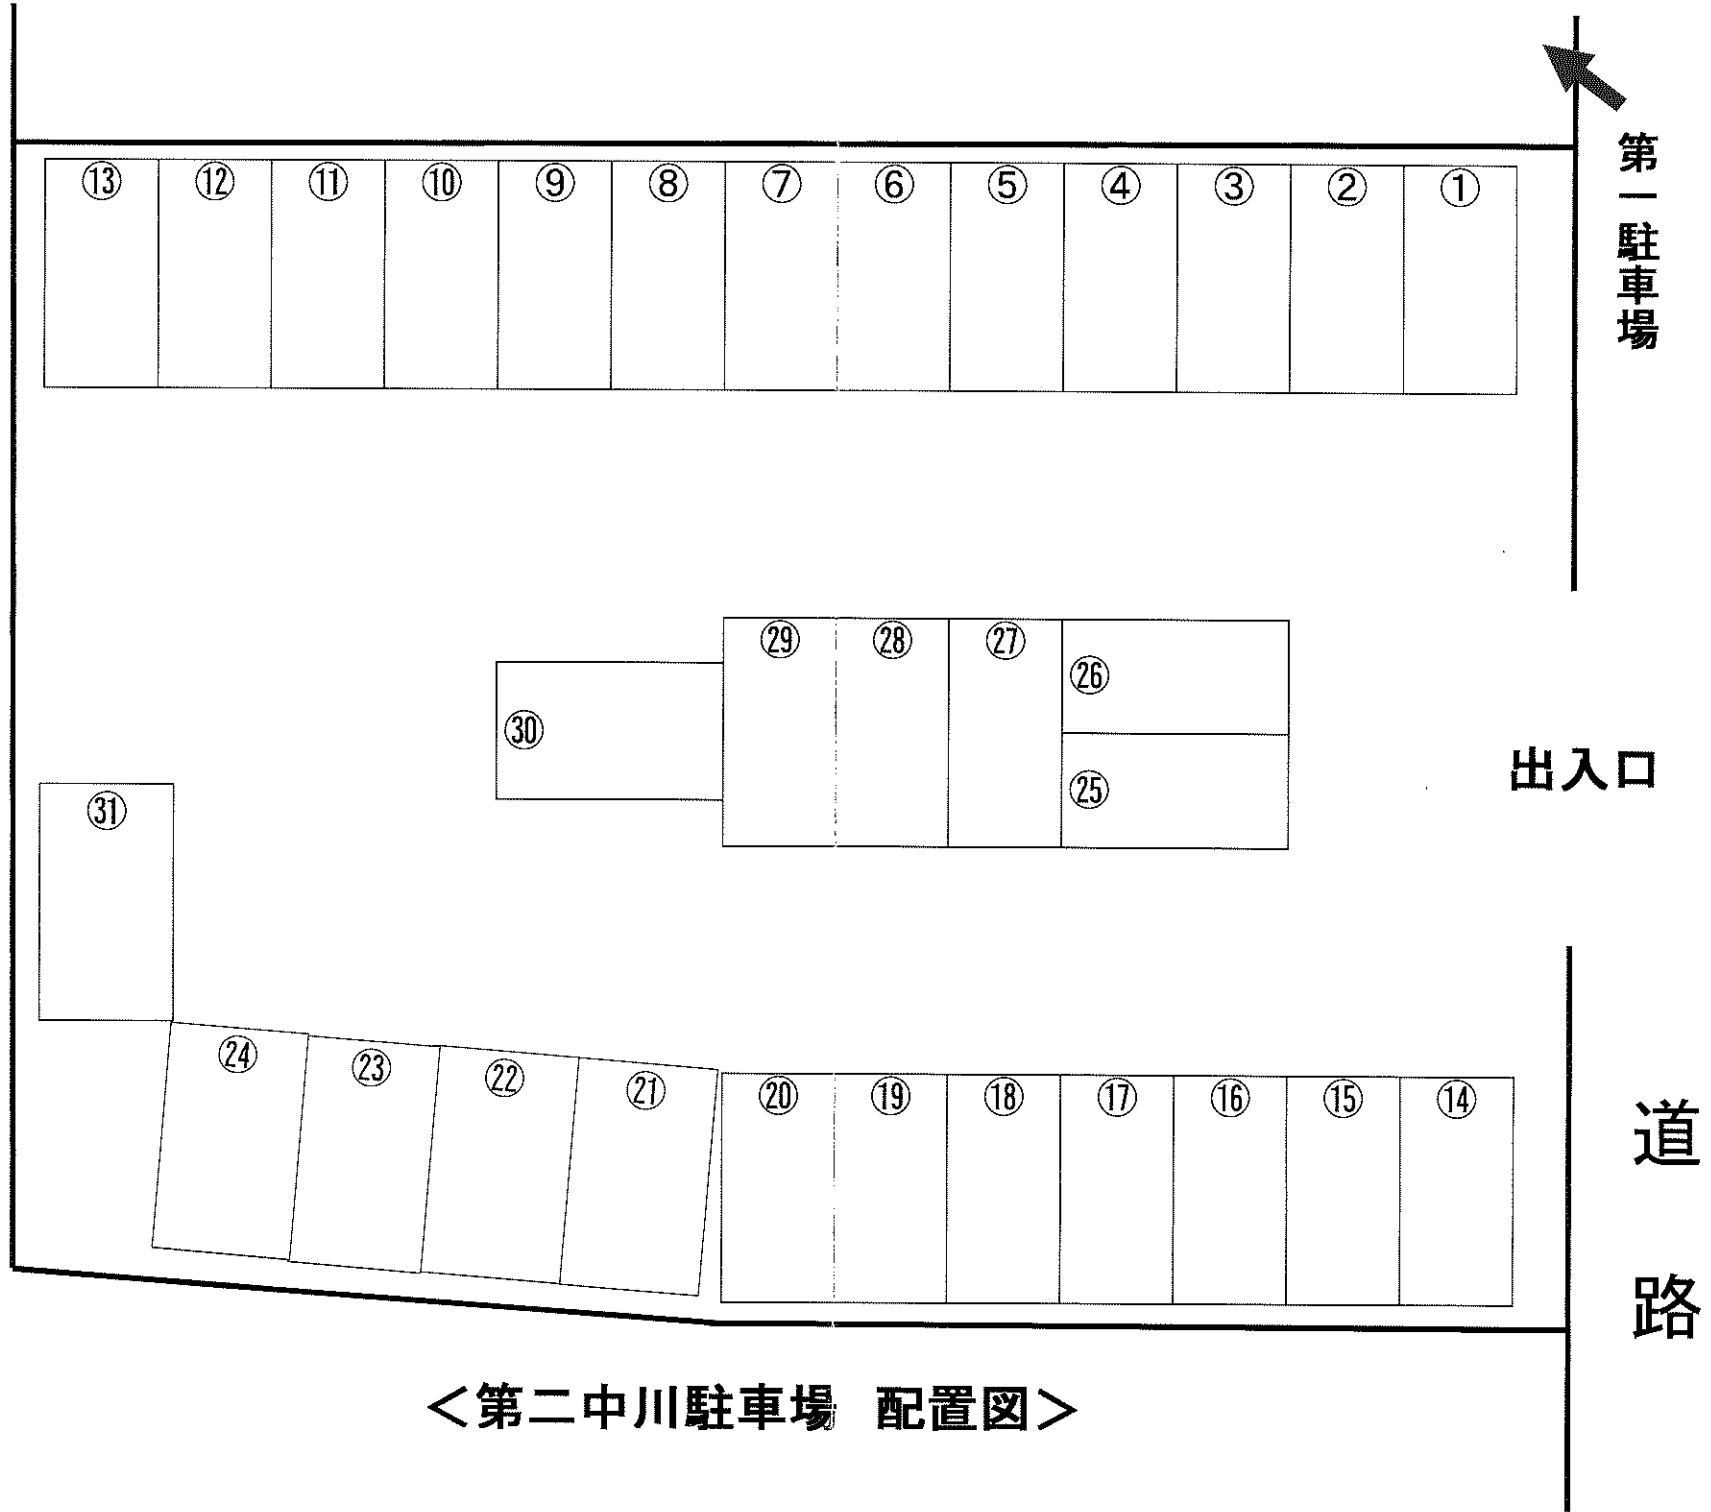 ⑬ ⑫ ⑪ ⑩ ⑨ ⑧ ⑦ ⑥ ⑤ ④ ③ ② ①
第一駐車場
㉙ ㉘ ㉗ ㉖
㉚ ㉕
出入口
㉛
㉔ ㉓ ㉒ ㉑ ⑳ ⑲ ⑱ ⑰ ⑯ ⑮ ⑭
道路
＜第二中川駐車場 配置図＞